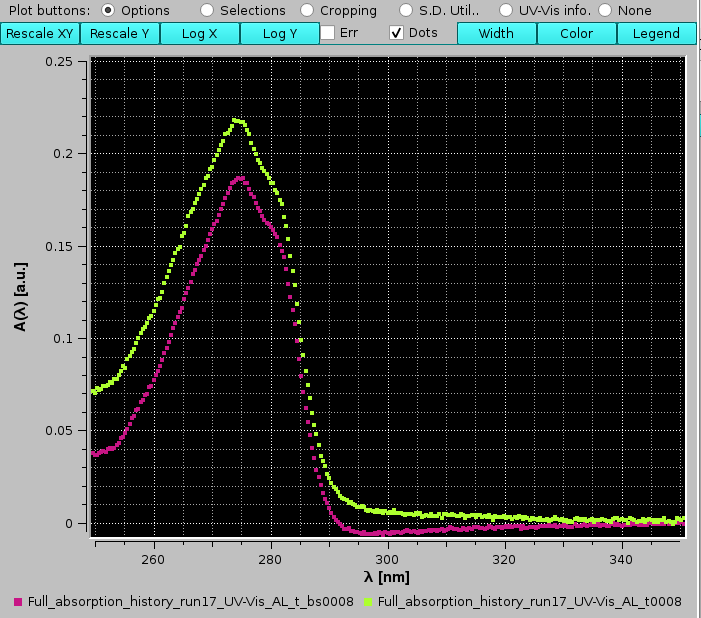 Plot buttons: Options Selections Cropping S.D. Util.. UV-Vis info. None
Rescale XY Rescale Y Log X Log Y Err Dots Width Color Legend
0.25
0.2
0.15
0.1
0.05
0
A(λ) [a.u.]
260 280 300 320 340
λ [nm]
Full_absorption_history_run17_UV-Vis_AL_t_bs0008 Full_absorption_history_run17_UV-Vis_AL_t0008